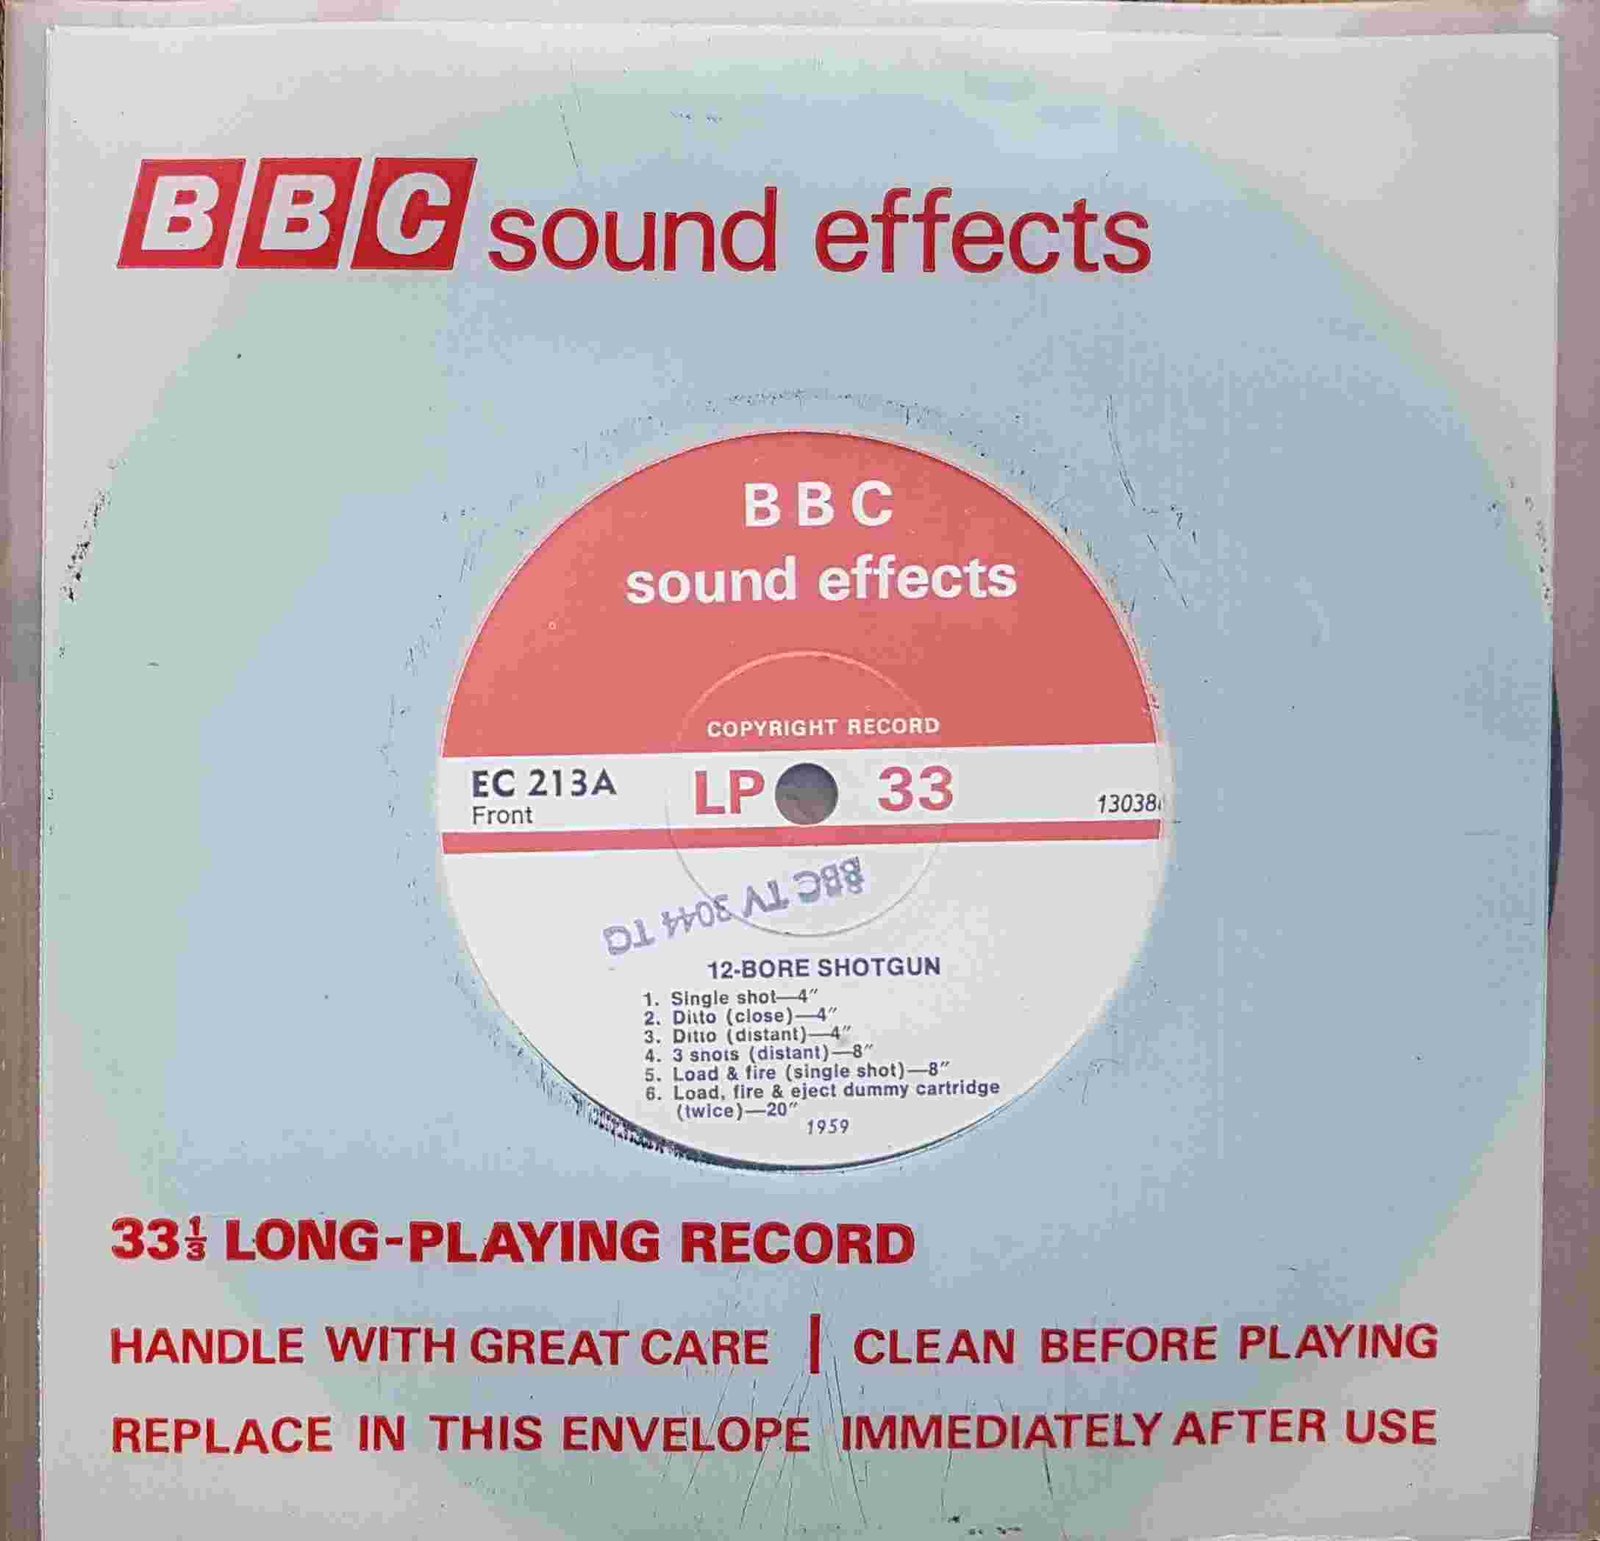 BBC sound effects
BBC
sound effects
COPYRIGHT RECORD
EC 213A LP 33
Front 13038
BBC TV 3044 TG
12-BORE SHOTGUN
1. Single shot—4"
2. Ditto (close)—4"
3. Ditto (distant)—4"
4. 3 shots (distant)—8"
5. Load & fire (single shot)—8"
6. Load, fire & eject dummy cartridge
(twice)—20"
1959
33⅓ LONG-PLAYING RECORD
HANDLE WITH GREAT CARE | CLEAN BEFORE PLAYING
REPLACE IN THIS ENVELOPE IMMEDIATELY AFTER USE